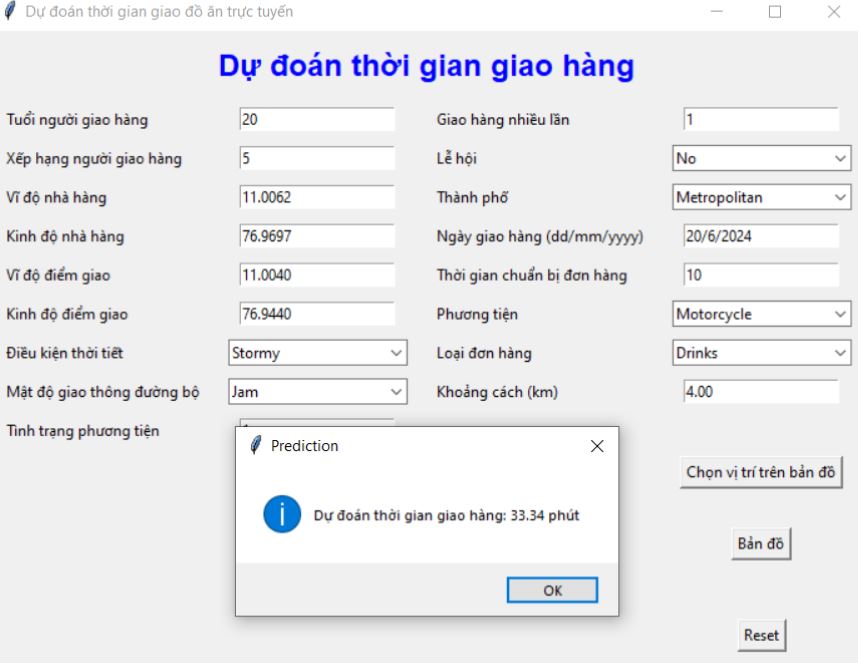 Dự đoán thời gian giao đồ ăn trực tuyến
Dự đoán thời gian giao hàng
Tuổi người giao hàng 20 Giao hàng nhiều lần 1
Xếp hạng người giao hàng 5 Lễ hội No
Vĩ độ nhà hàng 11.0062 Thành phố Metropolitan
Kinh độ nhà hàng 76.9697 Ngày giao hàng (dd/mm/yyyy) 20/6/2024
Vĩ độ điểm giao 11.0040 Thời gian chuẩn bị đơn hàng 10
Kinh độ điểm giao 76.9440 Phương tiện Motorcycle
Điều kiện thời tiết Stormy Loại đơn hàng Drinks
Mật độ giao thông đường bộ Jam Khoảng cách (km) 4.00
Tình trạng phương tiện
Prediction
Chọn vị trí trên bản đồ
Dự đoán thời gian giao hàng: 33.34 phút
Bản đồ
OK
Reset